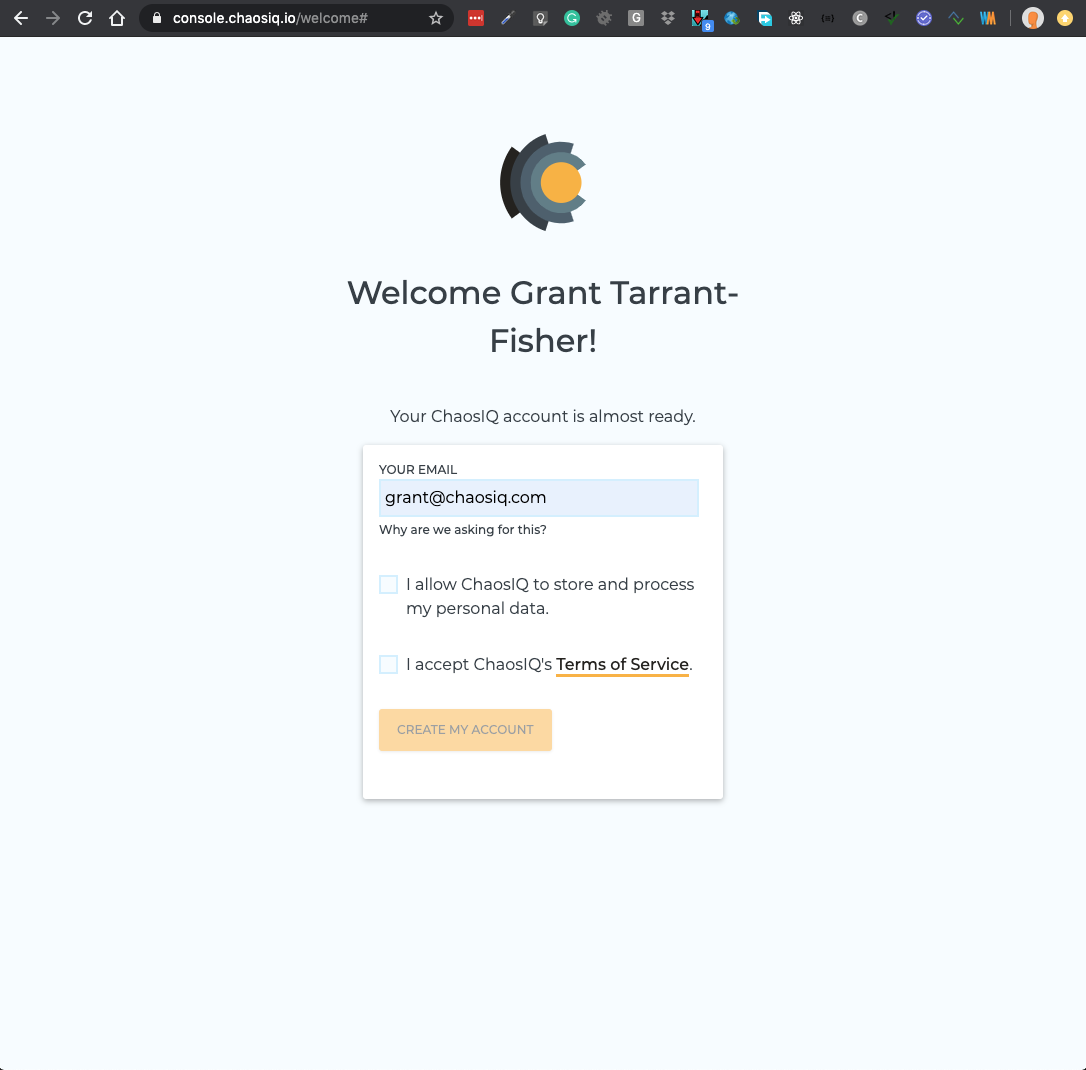 console.chaosiq.io/welcome#
G
9
C
Welcome Grant Tarrant-
Fisher!
Your ChaosIQ account is almost ready.
YOUR EMAIL
grant@chaosiq.com
Why are we asking for this?
I allow ChaosIQ to store and process
my personal data.
I accept ChaosIQ's Terms of Service.
CREATE MY ACCOUNT